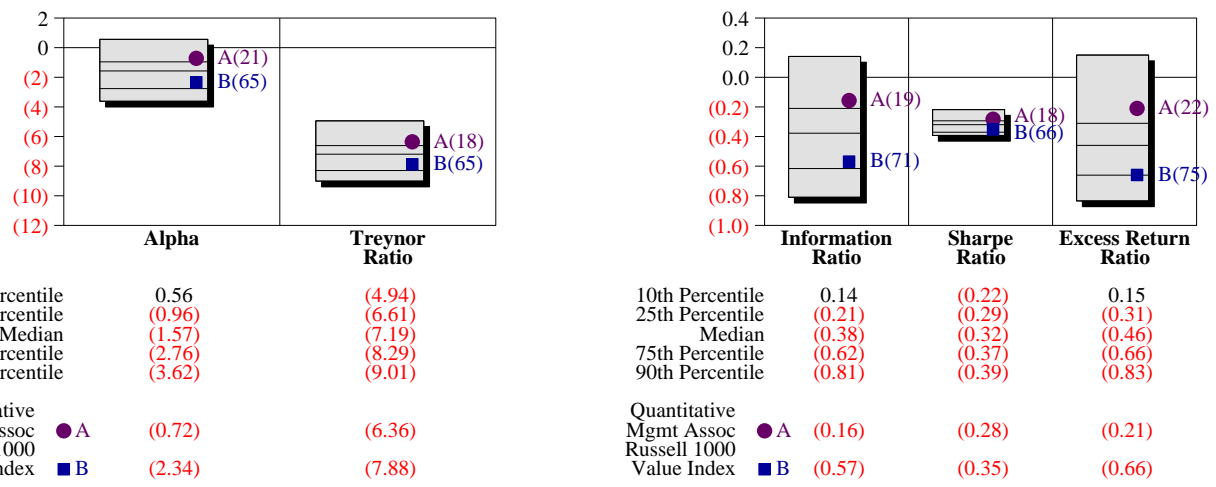 2
0
(2)
(4)
(6)
(8)
(10)
(12)
A(21)
B(65)
A(18)
B(65)
Alpha
Treynor
Ratio
rcentile 0.56 (4.94)
rcentile (0.96) (6.61)
Median (1.57) (7.19)
rcentile (2.76) (8.29)
rcentile (3.62) (9.01)
ative
ssoc A (0.72) (6.36)
000
ndex B (2.34) (7.88)
0.4
0.2
0.0
(0.2)
(0.4)
(0.6)
(0.8)
(1.0)
A(19)
B(71)
A(18)
B(66)
A(22)
B(75)
Information Sharpe Excess Return
Ratio Ratio Ratio
10th Percentile 0.14 (0.22) 0.15
25th Percentile (0.21) (0.29) (0.31)
Median (0.38) (0.32) (0.46)
75th Percentile (0.62) (0.37) (0.66)
90th Percentile (0.81) (0.39) (0.83)
Quantitative
Mgmt Assoc A (0.16) (0.28) (0.21)
Russell 1000
Value Index B (0.57) (0.35) (0.66)